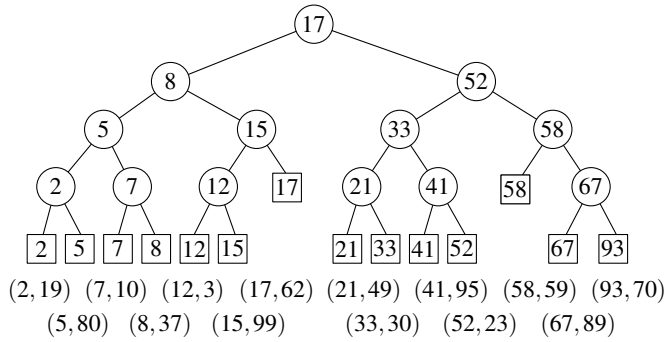 17
8 52
5 15 33 58
2 7 12 17 21 41 58 67
2 5 7 8 12 15 21 33 41 52 67 93
(2,19) (7,10) (12,3) (17,62) (21,49) (41,95) (58,59) (93,70)
(5,80) (8,37) (15,99) (33,30) (52,23) (67,89)